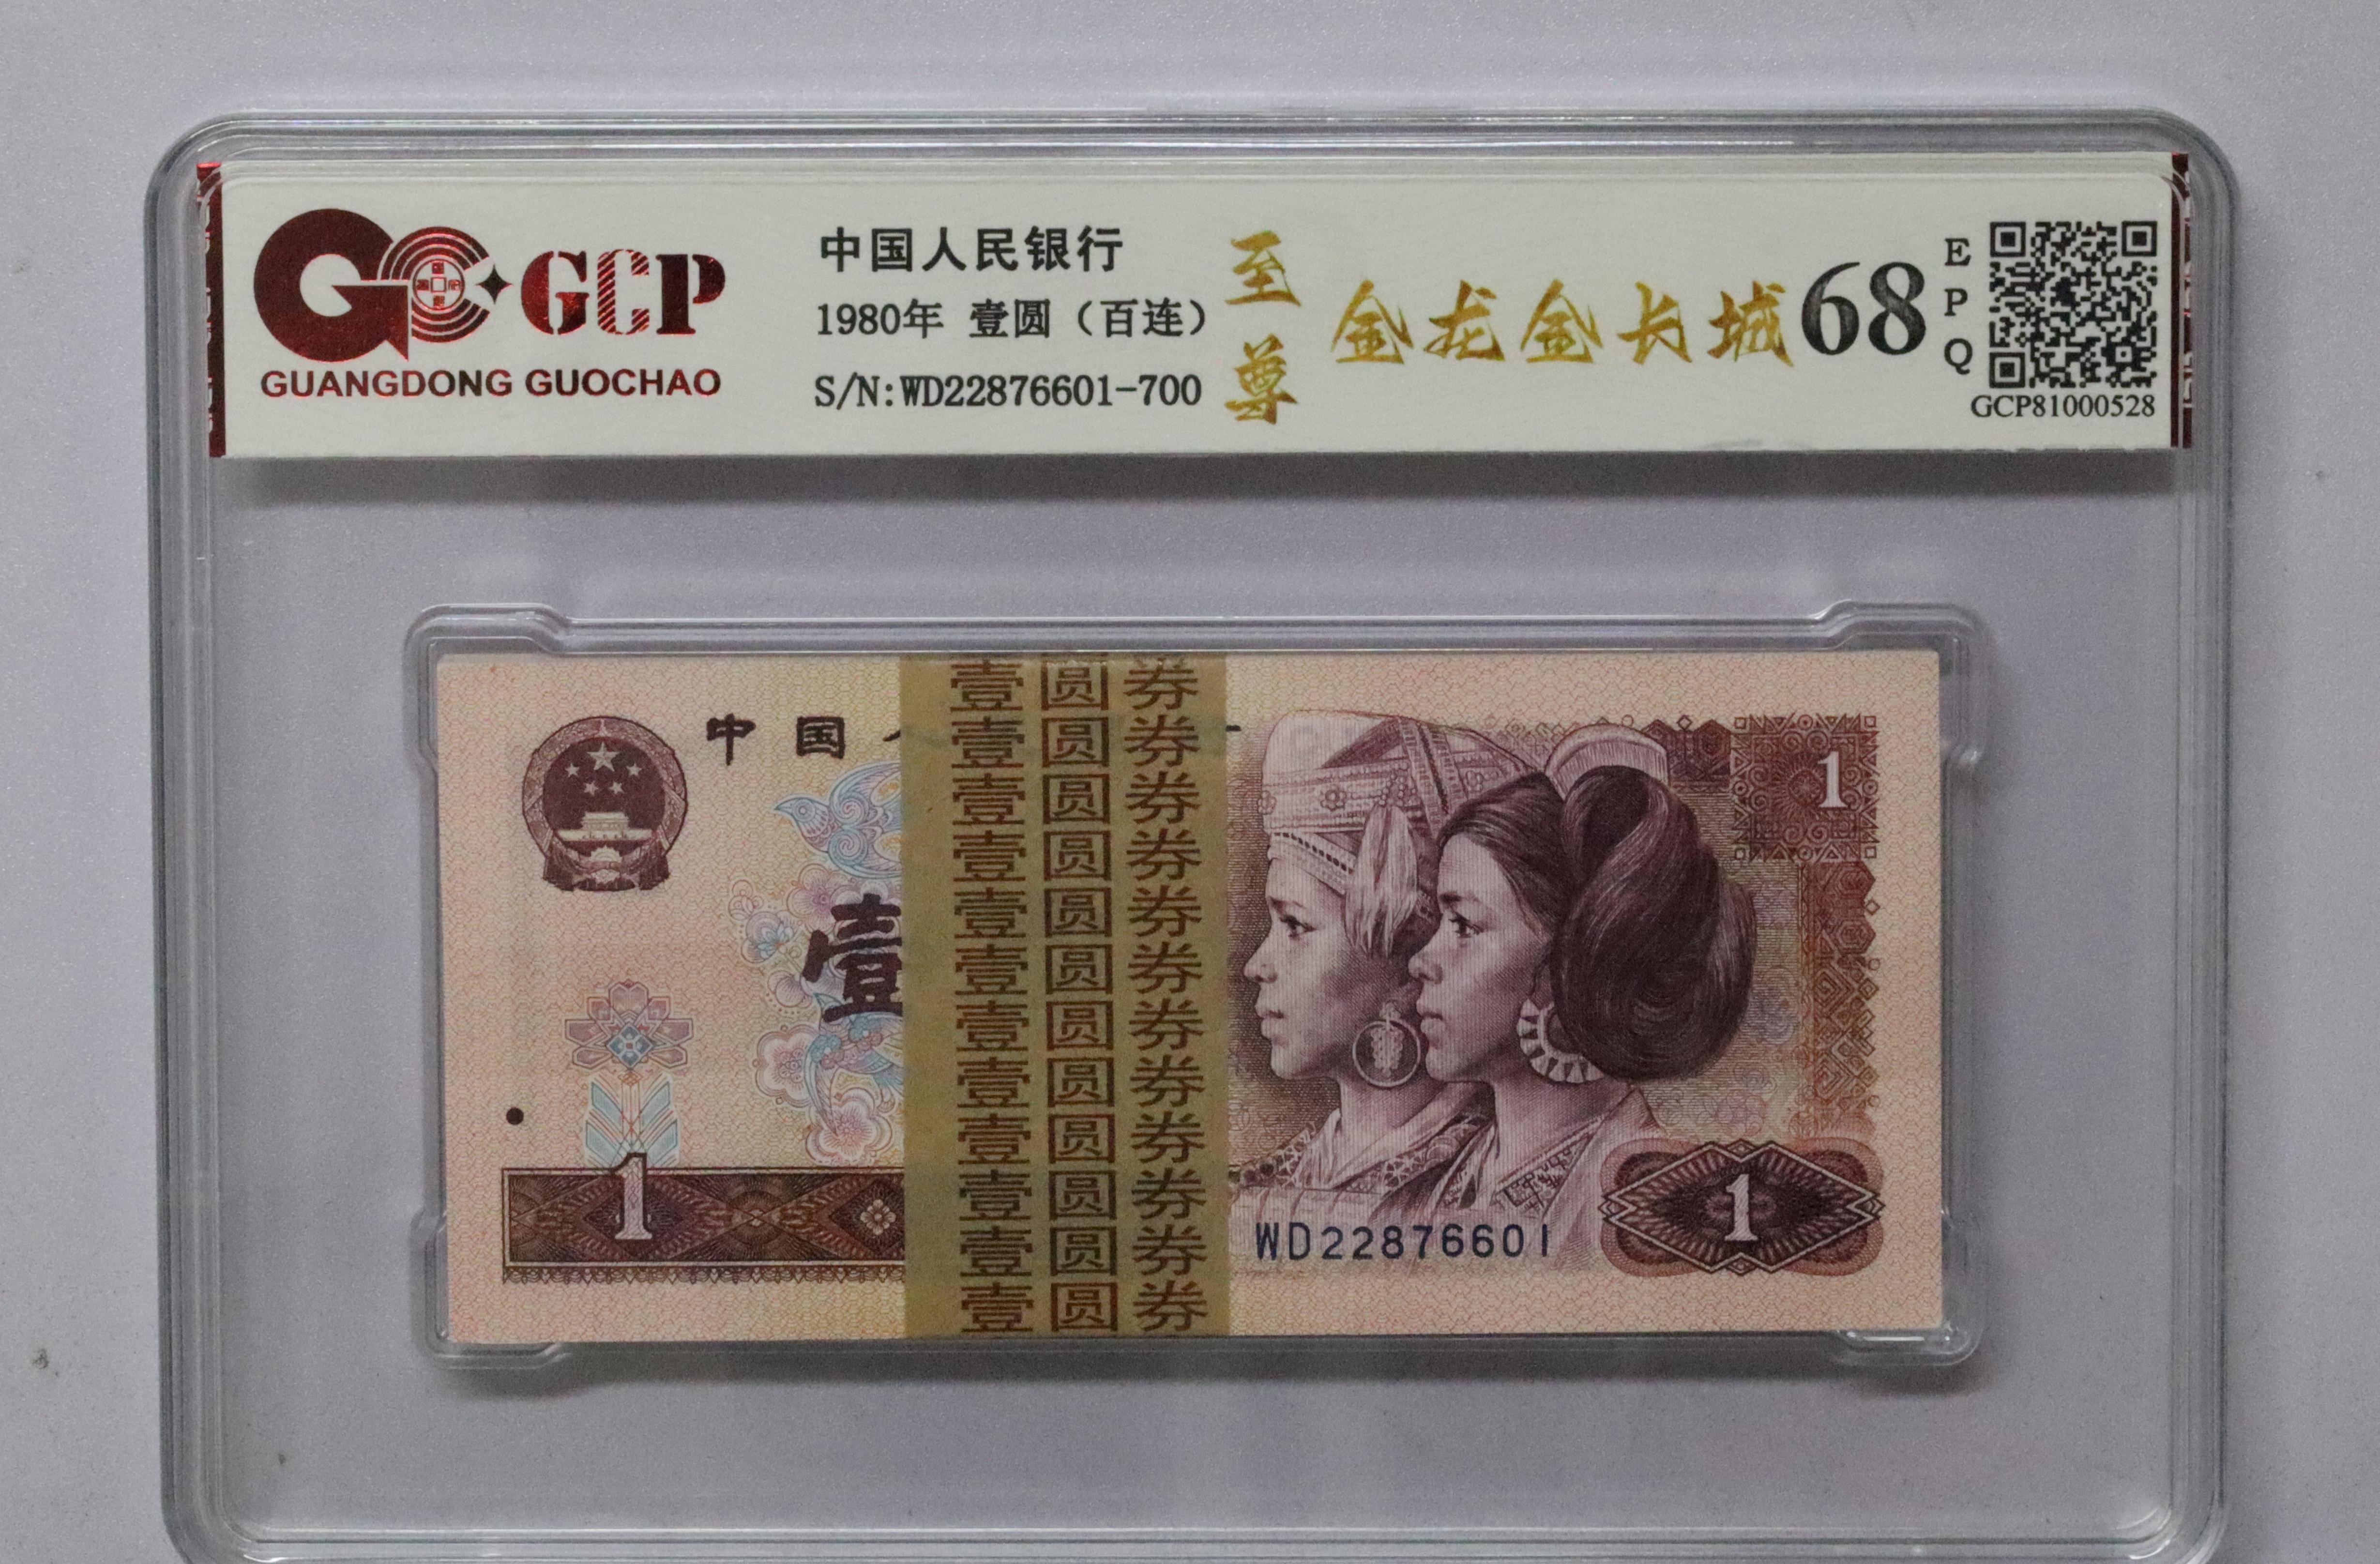 GCP
GUANGDONG GUOCHAO
中国人民银行
1980年 壹圆（百连）
S/N:WD22876601-700
至尊
金龙金长城
68
EPQ
GCP81000528
中国
壹
壹圆券
壹圆券
壹圆券
壹圆券
壹圆券
壹圆券
壹圆券
壹圆券
壹圆券
壹圆券
壹圆券
壹圆券
1
1
WD22876601
1